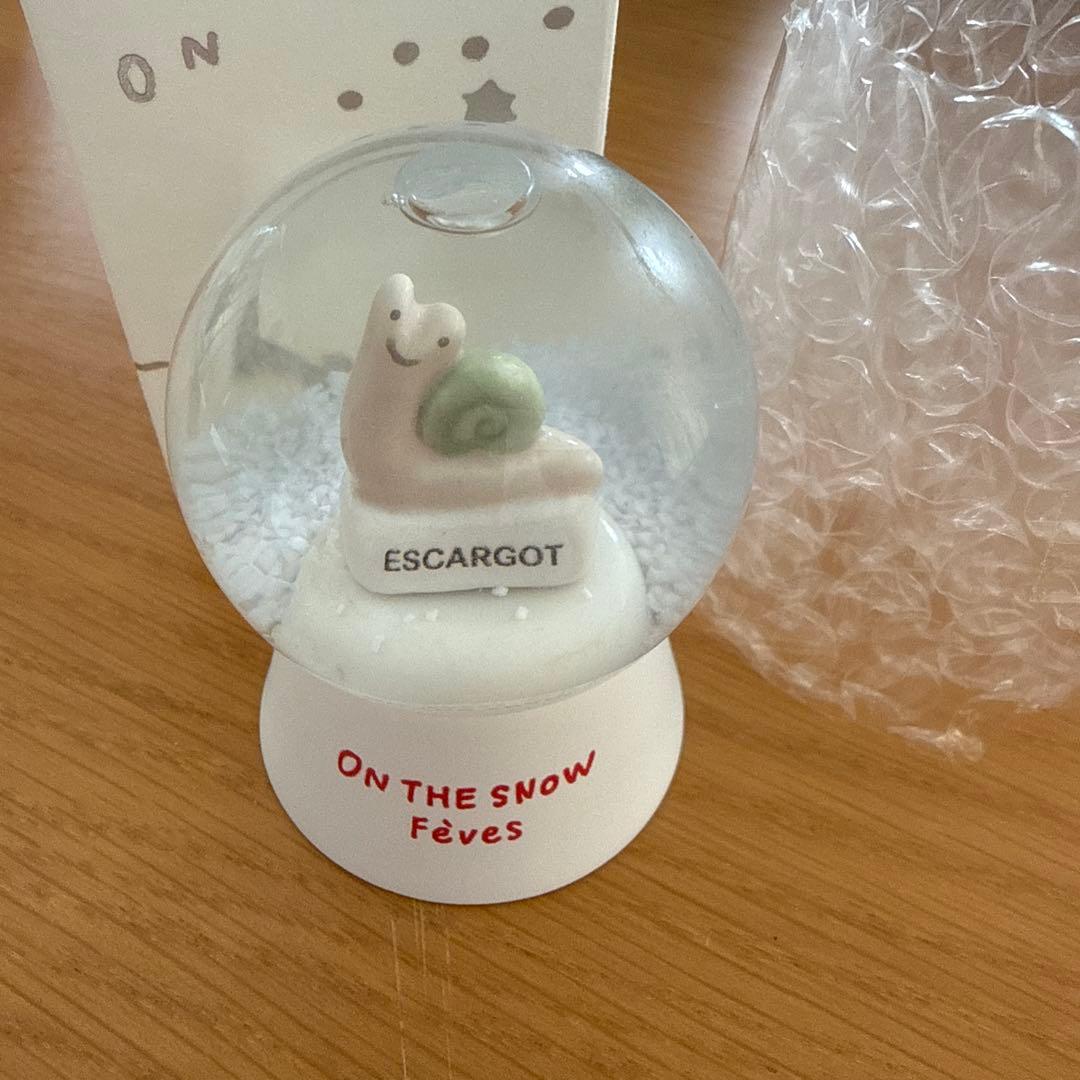 ON
ESCARGOT
ON THE SNOW
Fèves